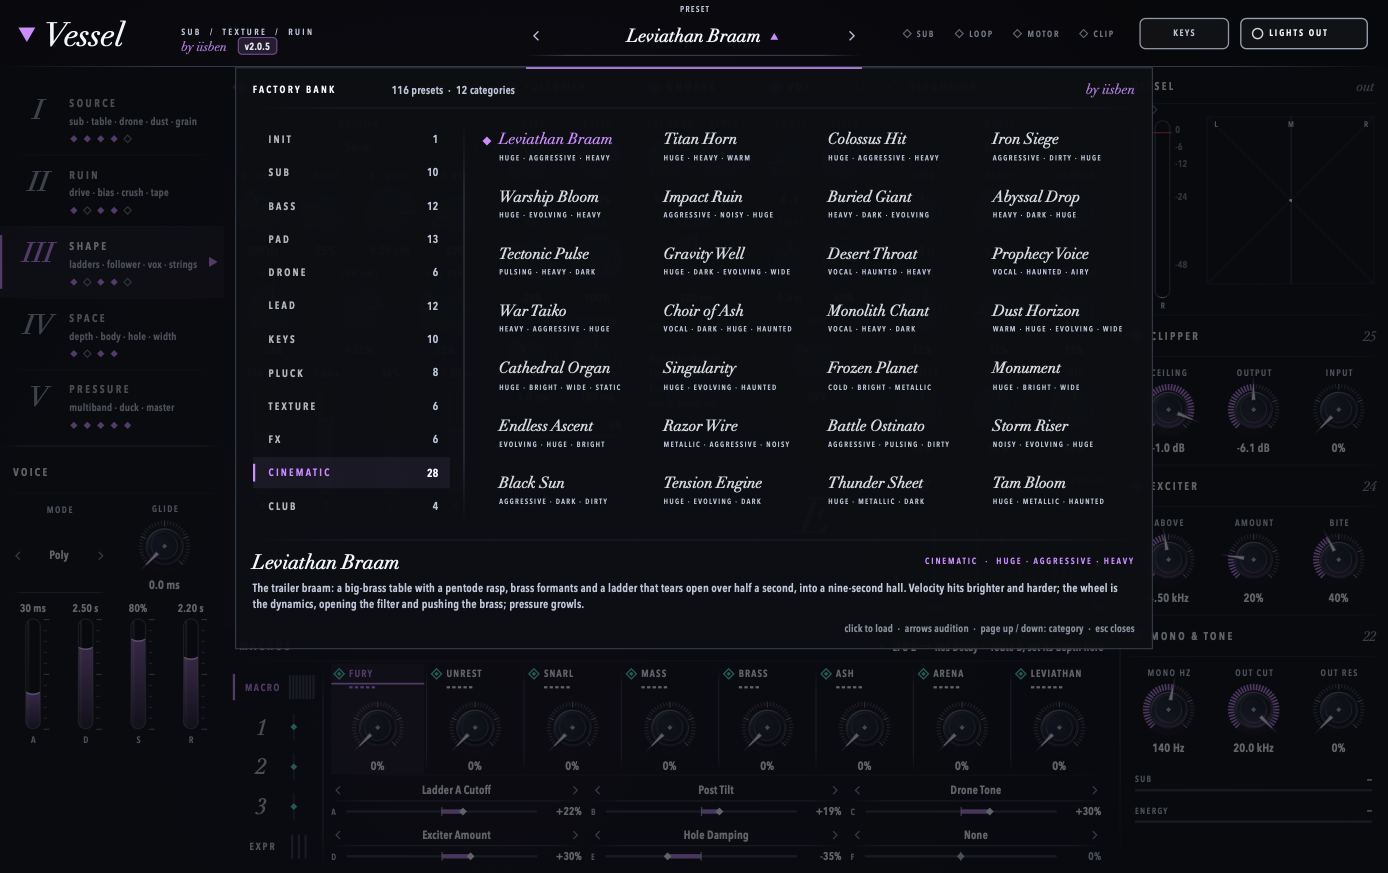 PRESET
Vessel
SUB / TEXTURE / RUIN
by iisben v2.0.5
Leviathan Braam
SUB LOOP MOTOR CLIP
KEYS
LIGHTS OUT
FACTORY BANK
116 presets · 12 categories
by iisben
INIT 1
SUB 10
BASS 12
PAD 13
DRONE 6
LEAD 12
KEYS 10
PLUCK 8
TEXTURE 6
FX 6
CINEMATIC 28
CLUB 4
Leviathan Braam Titan Horn Colossus Hit Iron Siege
HUGE · AGGRESSIVE · HEAVY HUGE · HEAVY · WARM HUGE · AGGRESSIVE · HEAVY AGGRESSIVE · DIRTY · HUGE
Warship Bloom Impact Ruin Buried Giant Abyssal Drop
HUGE · EVOLVING · HEAVY AGGRESSIVE · NOISY · HUGE HEAVY · DARK · EVOLVING HEAVY · DARK · HUGE
Tectonic Pulse Gravity Well Desert Throat Prophecy Voice
PULSING · HEAVY · DARK HUGE · DARK · EVOLVING · WIDE VOCAL · HAUNTED · HEAVY VOCAL · HAUNTED · AIRY
War Taiko Choir of Ash Monolith Chant Dust Horizon
HEAVY · AGGRESSIVE · HUGE VOCAL · DARK · HUGE · HAUNTED VOCAL · HEAVY · DARK WARM · HUGE · EVOLVING · WIDE
Cathedral Organ Singularity Frozen Planet Monument
HUGE · BRIGHT · WIDE · STATIC HUGE · EVOLVING · HAUNTED COLD · BRIGHT · METALLIC HUGE · BRIGHT · WIDE
Endless Ascent Razor Wire Battle Ostinato Storm Riser
EVOLVING · HUGE · BRIGHT METALLIC · AGGRESSIVE · NOISY AGGRESSIVE · PULSING · DIRTY NOISY · EVOLVING · HUGE
Black Sun Tension Engine Thunder Sheet Tam Bloom
AGGRESSIVE · DARK · DIRTY HUGE · EVOLVING · DARK HUGE · METALLIC · DARK HUGE · METALLIC · HAUNTED
Leviathan Braam
CINEMATIC · HUGE · AGGRESSIVE · HEAVY
The trailer braam: a big-brass table with a pentode rasp, brass formants and a ladder that tears open over half a second, into a nine-second hall. Velocity hits brighter and harder; the wheel is
the dynamics, opening the filter and pushing the brass; pressure growls.
click to load · arrows audition · page up / down: category · esc closes
I SOURCE
sub · table · drone · dust · grain
II RUIN
drive · bias · crush · tape
III SHAPE
ladders · follower · vox · strings
IV SPACE
depth · body · hole · width
V PRESSURE
multiband · duck · master
VOICE
MODE GLIDE
Poly
0.0 ms
30 ms 2.50 s 80% 2.20 s
A D S R
MACRO
1
2
3
EXPR
FURY UNREST SNARL MASS BRASS ASH ARENA LEVIATHAN
0% 0% 0% 0% 0% 0% 0% 0%
Ladder A Cutoff Post Tilt Drone Tone
A +22% B +19% C +30%
Exciter Amount Hole Damping None
D +30% E -35% F 0%
SEL out
L M R
0
-6
-12
-24
-48
R
CLIPPER 25
CEILING OUTPUT INPUT
-1.0 dB -6.1 dB 0%
EXCITER 24
ABOVE AMOUNT BITE
.50 kHz 20% 40%
MONO & TONE 22
MONO HZ OUT CUT OUT RES
140 Hz 20.0 kHz 0%
SUB –
ENERGY –